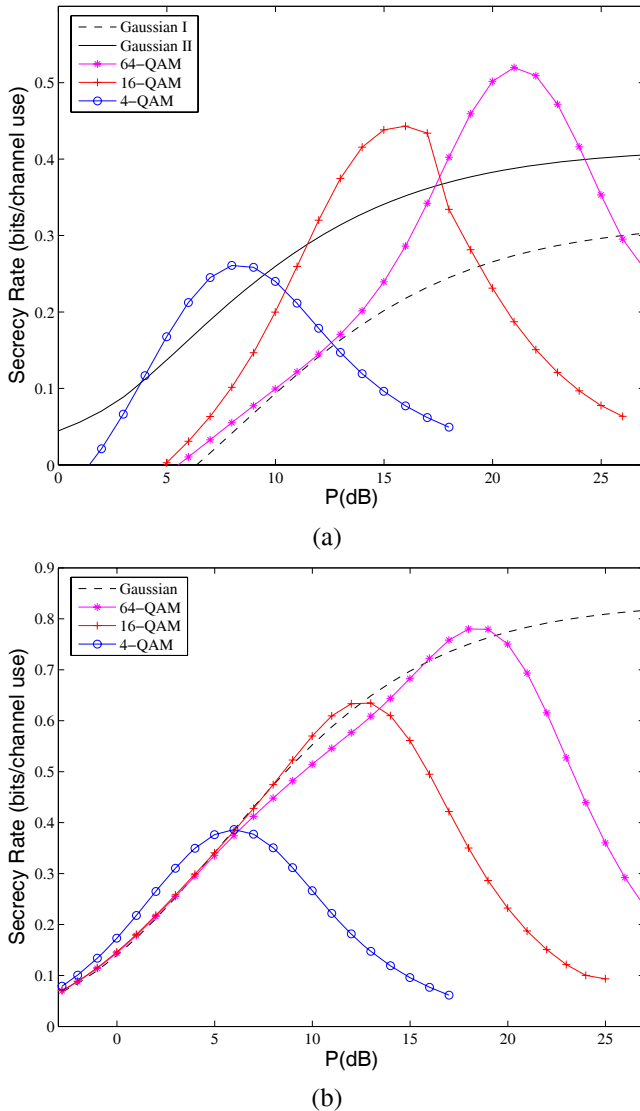 Gaussian I
Gaussian II
64−QAM
16−QAM
4−QAM
Secrecy Rate (bits/channel use)
0.5
0.4
0.3
0.2
0.1
0
0 5 10 15 20 25
P(dB)
(a)
Gaussian
64−QAM
16−QAM
4−QAM
Secrecy Rate (bits/channel use)
0.9
0.8
0.7
0.6
0.5
0.4
0.3
0.2
0.1
0
0 5 10 15 20 25
P(dB)
(b)